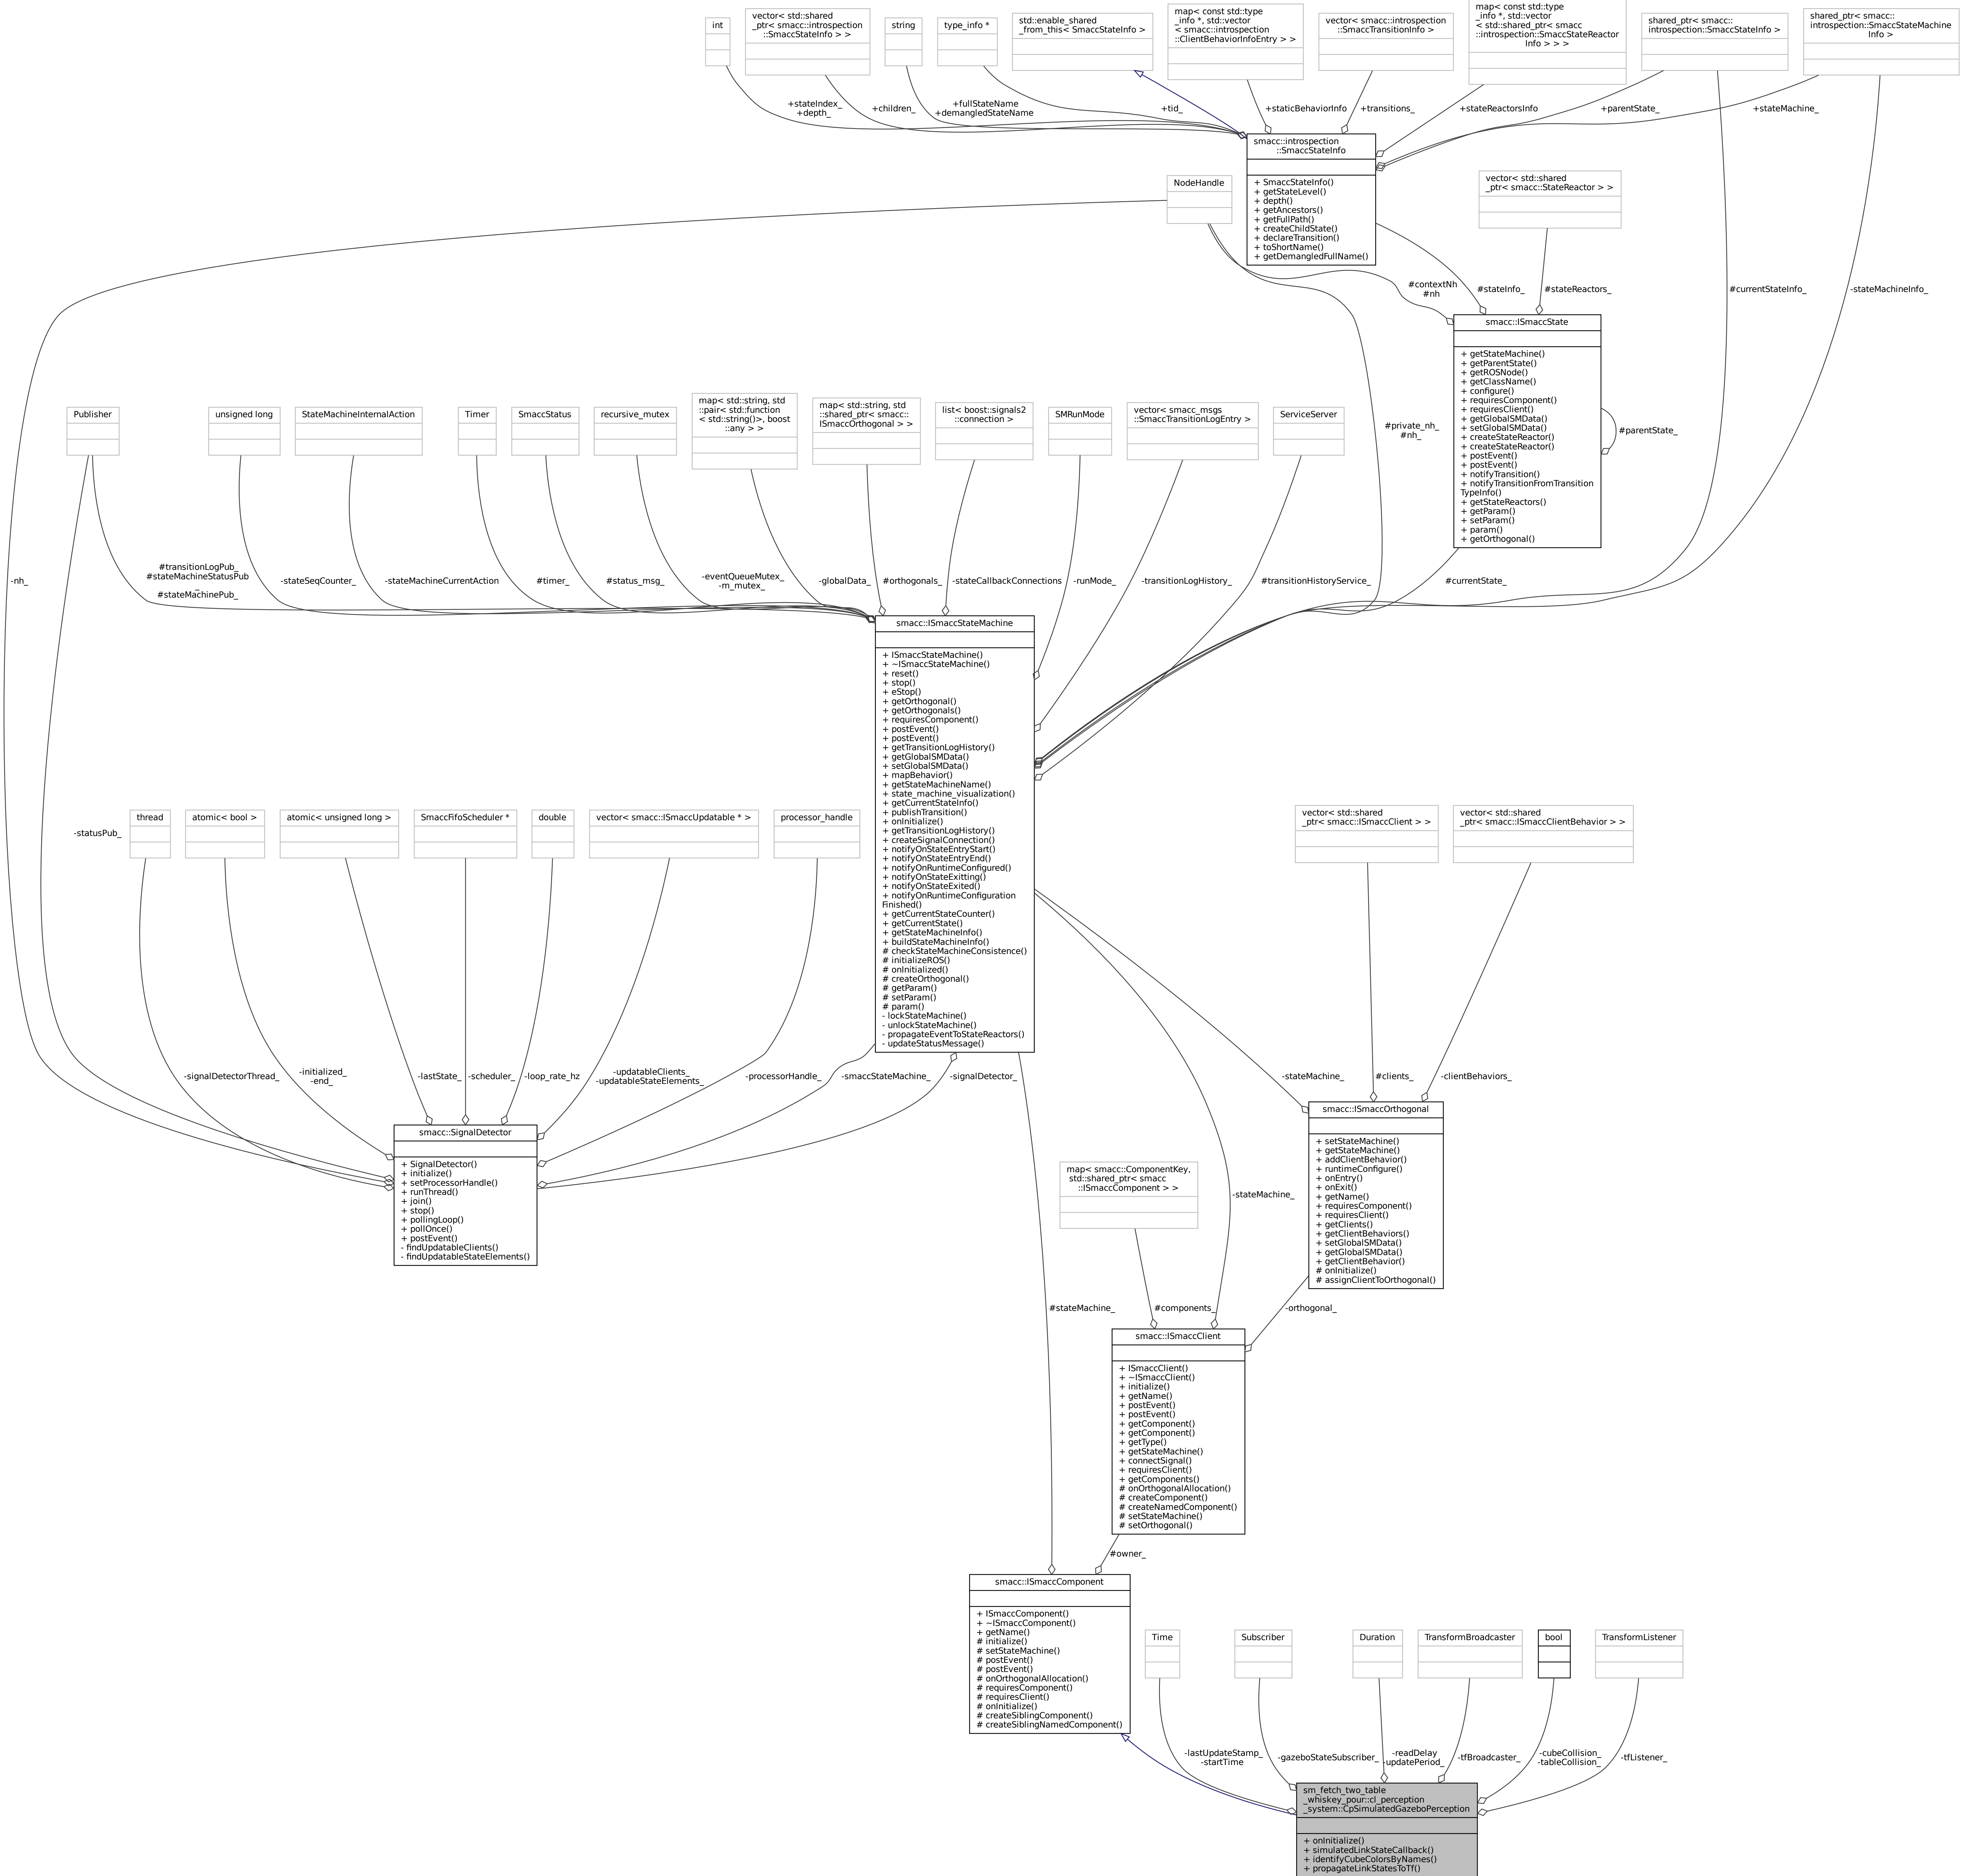 int
vector< std::shared
_ptr< smacc::introspection
::SmaccStateInfo > >
string
type_info *
std::enable_shared
_from_this< SmaccStateInfo >
map< const std::type
_info *, std::vector
< smacc::introspection
::ClientBehaviorInfoEntry > >
vector< smacc::introspection
::SmaccTransitionInfo >
map< const std::type
_info *, std::vector
< std::shared_ptr< smacc
::introspection::SmaccStateReactor
Info > > >
shared_ptr< smacc::
introspection::SmaccStateInfo >
shared_ptr< smacc::
introspection::SmaccStateMachine
Info >
+stateIndex_
+depth_
+children_
+fullStateName
+demangledStateName
+tid_
+staticBehaviorInfo
+transitions_
+stateReactorsInfo
+parentState_
+stateMachine_
smacc::introspection
::SmaccStateInfo
+ SmaccStateInfo()
+ getStateLevel()
+ depth()
+ getAncestors()
+ getFullPath()
+ createChildState()
+ declareTransition()
+ toShortName()
+ getDemangledFullName()
NodeHandle
vector< std::shared
_ptr< smacc::StateReactor > >
#contextNh
#nh
#stateInfo_
#stateReactors_
#currentStateInfo_
-stateMachineInfo_
smacc::ISmaccState
+ getStateMachine()
+ getParentState()
+ getROSNode()
+ getClassName()
+ configure()
+ requiresComponent()
+ requiresClient()
+ getGlobalSMData()
+ setGlobalSMData()
+ createStateReactor()
+ createStateReactor()
+ postEvent()
+ postEvent()
+ notifyTransition()
+ notifyTransitionFromTransition
TypeInfo()
+ getStateReactors()
+ getParam()
+ setParam()
+ param()
+ getOrthogonal()
#parentState_
Publisher
unsigned long
StateMachineInternalAction
Timer
SmaccStatus
recursive_mutex
map< std::string, std
::pair< std::function
< std::string()>, boost
::any > >
map< std::string, std
::shared_ptr< smacc::
ISmaccOrthogonal > >
list< boost::signals2
::connection >
SMRunMode
vector< smacc_msgs
::SmaccTransitionLogEntry >
ServiceServer
#private_nh_
#nh_
-nh_
#transitionLogPub_
#stateMachineStatusPub
_
#stateMachinePub_
-stateSeqCounter_
-stateMachineCurrentAction
#timer_
#status_msg_
-eventQueueMutex_
-m_mutex_
-globalData_
#orthogonals_
-stateCallbackConnections
-runMode_
-transitionLogHistory_
#transitionHistoryService_
#currentState_
smacc::ISmaccStateMachine
+ ISmaccStateMachine()
+ ~ISmaccStateMachine()
+ reset()
+ stop()
+ eStop()
+ getOrthogonal()
+ getOrthogonals()
+ requiresComponent()
+ postEvent()
+ postEvent()
+ getTransitionLogHistory()
+ getGlobalSMData()
+ setGlobalSMData()
+ mapBehavior()
+ getStateMachineName()
+ state_machine_visualization()
+ getCurrentStateInfo()
+ publishTransition()
+ onInitialize()
+ getTransitionLogHistory()
+ createSignalConnection()
+ notifyOnStateEntryStart()
+ notifyOnStateEntryEnd()
+ notifyOnRuntimeConfigured()
+ notifyOnStateExitting()
+ notifyOnStateExited()
+ notifyOnRuntimeConfiguration
Finished()
+ getCurrentStateCounter()
+ getCurrentState()
+ getStateMachineInfo()
+ buildStateMachineInfo()
# checkStateMachineConsistence()
# initializeROS()
# onInitialized()
# createOrthogonal()
# getParam()
# setParam()
# param()
- lockStateMachine()
- unlockStateMachine()
- propagateEventToStateReactors()
- updateStatusMessage()
-statusPub_
thread
atomic< bool >
atomic< unsigned long >
SmaccFifoScheduler *
double
vector< smacc::ISmaccUpdatable * >
processor_handle
vector< std::shared
_ptr< smacc::ISmaccClient > >
vector< std::shared
_ptr< smacc::ISmaccClientBehavior > >
-signalDetectorThread_
-initialized_
-end_
-lastState_
-scheduler_
-loop_rate_hz
-updatableClients_
-updatableStateElements_
-processorHandle_
-smaccStateMachine_
-signalDetector_
-stateMachine_
#clients_
-clientBehaviors_
smacc::SignalDetector
+ SignalDetector()
+ initialize()
+ setProcessorHandle()
+ runThread()
+ join()
+ stop()
+ pollingLoop()
+ pollOnce()
+ postEvent()
- findUpdatableClients()
- findUpdatableStateElements()
smacc::ISmaccOrthogonal
+ setStateMachine()
+ getStateMachine()
+ addClientBehavior()
+ runtimeConfigure()
+ onEntry()
+ onExit()
+ getName()
+ requiresComponent()
+ requiresClient()
+ getClients()
+ getClientBehaviors()
+ setGlobalSMData()
+ getGlobalSMData()
+ getClientBehavior()
# onInitialize()
# assignClientToOrthogonal()
map< smacc::ComponentKey,
std::shared_ptr< smacc
::ISmaccComponent > >
-stateMachine_
#stateMachine_
#components_
-orthogonal_
smacc::ISmaccClient
+ ISmaccClient()
+ ~ISmaccClient()
+ initialize()
+ getName()
+ postEvent()
+ postEvent()
+ getComponent()
+ getComponent()
+ getType()
+ getStateMachine()
+ connectSignal()
+ requiresClient()
+ getComponents()
# onOrthogonalAllocation()
# createComponent()
# createNamedComponent()
# setStateMachine()
# setOrthogonal()
#owner_
smacc::ISmaccComponent
+ ISmaccComponent()
+ ~ISmaccComponent()
+ getName()
# initialize()
# setStateMachine()
# postEvent()
# postEvent()
# onOrthogonalAllocation()
# requiresComponent()
# requiresClient()
# onInitialize()
# createSiblingComponent()
# createSiblingNamedComponent()
Time
Subscriber
Duration
TransformBroadcaster
bool
TransformListener
-lastUpdateStamp_
-startTime
-gazeboStateSubscriber_
-readDelay
-updatePeriod_
-tfBroadcaster_
-cubeCollision_
-tableCollision_
-tfListener_
sm_fetch_two_table
_whiskey_pour::cl_perception
_system::CpSimulatedGazeboPerception
+ onInitialize()
+ simulatedLinkStateCallback()
+ identifyCubeColorsByNames()
+ propagateLinkStatesToTf()